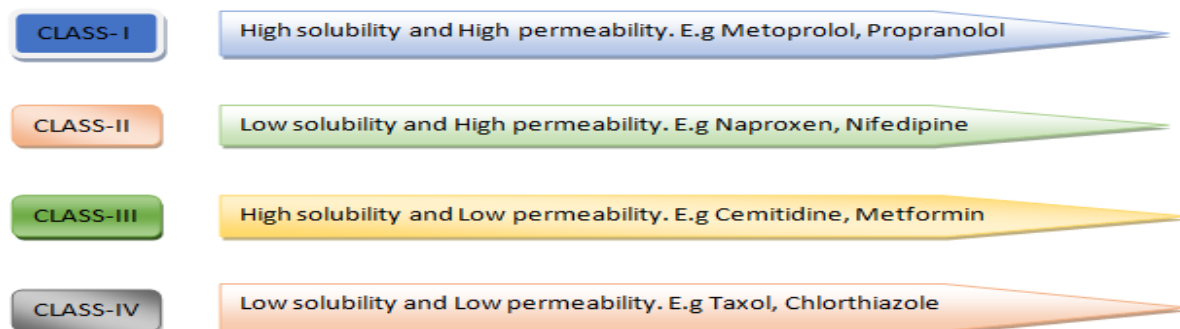 CLASS- I
High solubility and High permeability. E.g Metoprolol, Propranolol
CLASS-II
Low solubility and High permeability. E.g Naproxen, Nifedipine
CLASS-III
High solubility and Low permeability. E.g Cemitidine, Metformin
CLASS-IV
Low solubility and Low permeability. E.g Taxol, Chlorthiazole